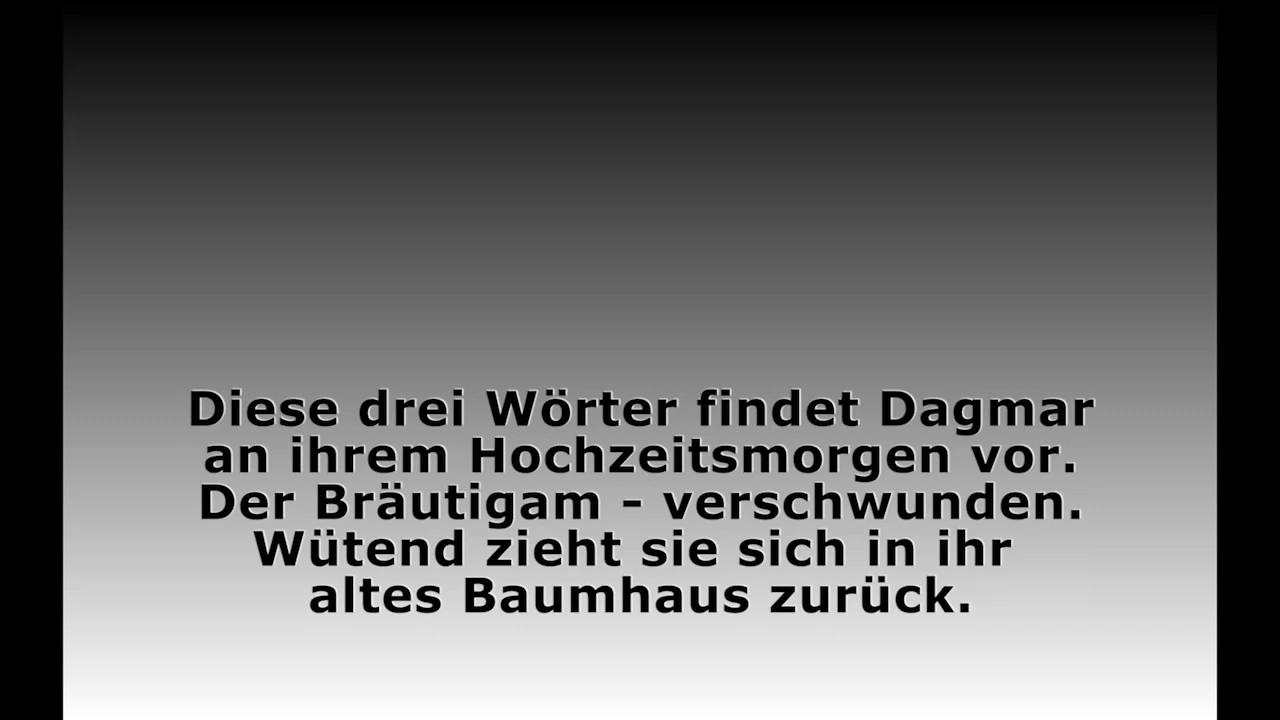 Diese drei Wörter findet Dagmar
an ihrem Hochzeitsmorgen vor.
Der Bräutigam - verschwunden.
Wütend zieht sie sich in ihr
altes Baumhaus zurück.